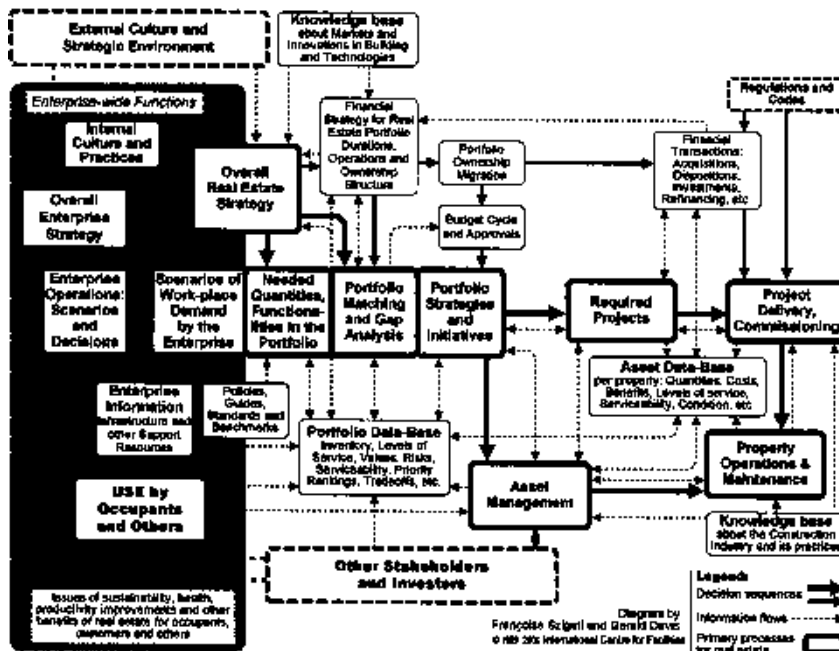 External Culture and
Strategic Environment
Knowledge base
about Markets and
Innovations in Building
and Technologies
Regulations and
Codes
Enterprise-wide Functions
Internal
Culture and
Practices
Financial
Strategy for Real
Estate Portfolio
Durations,
Operations and
Ownership
Structure
Portfolio
Ownership
Migration
Financial
Transactions:
Acquisitions,
Dispositions,
Investments,
Refinancing, etc
Overall
Real Estate
Strategy
Overall
Enterprise
Strategy
Budget Cycle
and Approvals
Enterprise
Operations:
Scenarios and
Decisions
Scenarios of
Work-place
Demand
by the
Enterprise
Needed
Quantities,
Function-
alities in the
Portfolio
Portfolio
Matching
and Gap
Analysis
Portfolio
Strategies
and
Initiatives
Required
Projects
Project
Delivery,
Commissioning
Enterprise
Information
Infrastructure and
other Support
Resources
Policies,
Guides,
Standards and
Benchmarks
Portfolio Data-Base
Inventory, Levels of
Service, Values, Risks,
Serviceability, Priority
Rankings, Tradeoffs, etc.
Asset Data-Base
per property: Quantities, Costs,
Benefits, Levels of service,
Serviceability, Condition, etc
Property
Operations &
Maintenance
Asset
Management
USE by
Occupants
and Others
Knowledge base
about the Construction
Industry and its practices
Other Stakeholders
and Investors
Issues of sustainability, health,
productivity improvements and other
benefits of real estate for occupants,
customers and others
Diagram by
Françoise Szigeti and Gerald Davis
International Centre for Facilities
Legend:
Decision sequences
Information flows
Primary processes
for real estate